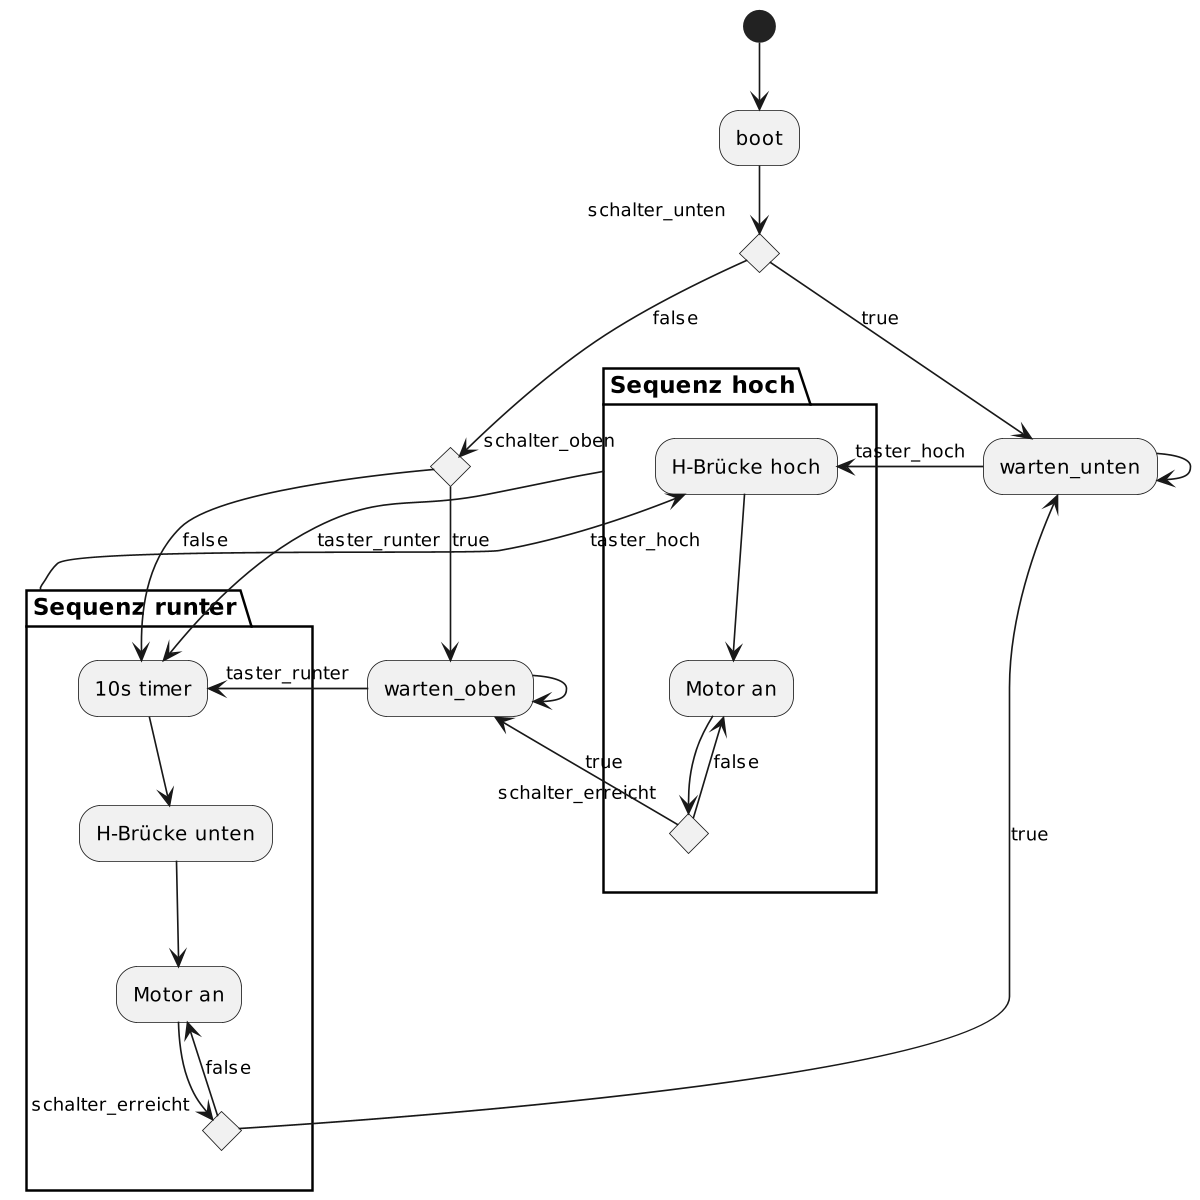 boot
schalter_unten
false
true
Sequenz hoch
schalter_oben
H-Brücke hoch
taster_hoch
warten_unten
false
taster_runter
true
taster_hoch
Sequenz runter
10s timer
taster_runter
warten_oben
Motor an
true
false
schalter_erreicht
H-Brücke unten
true
Motor an
false
schalter_erreicht